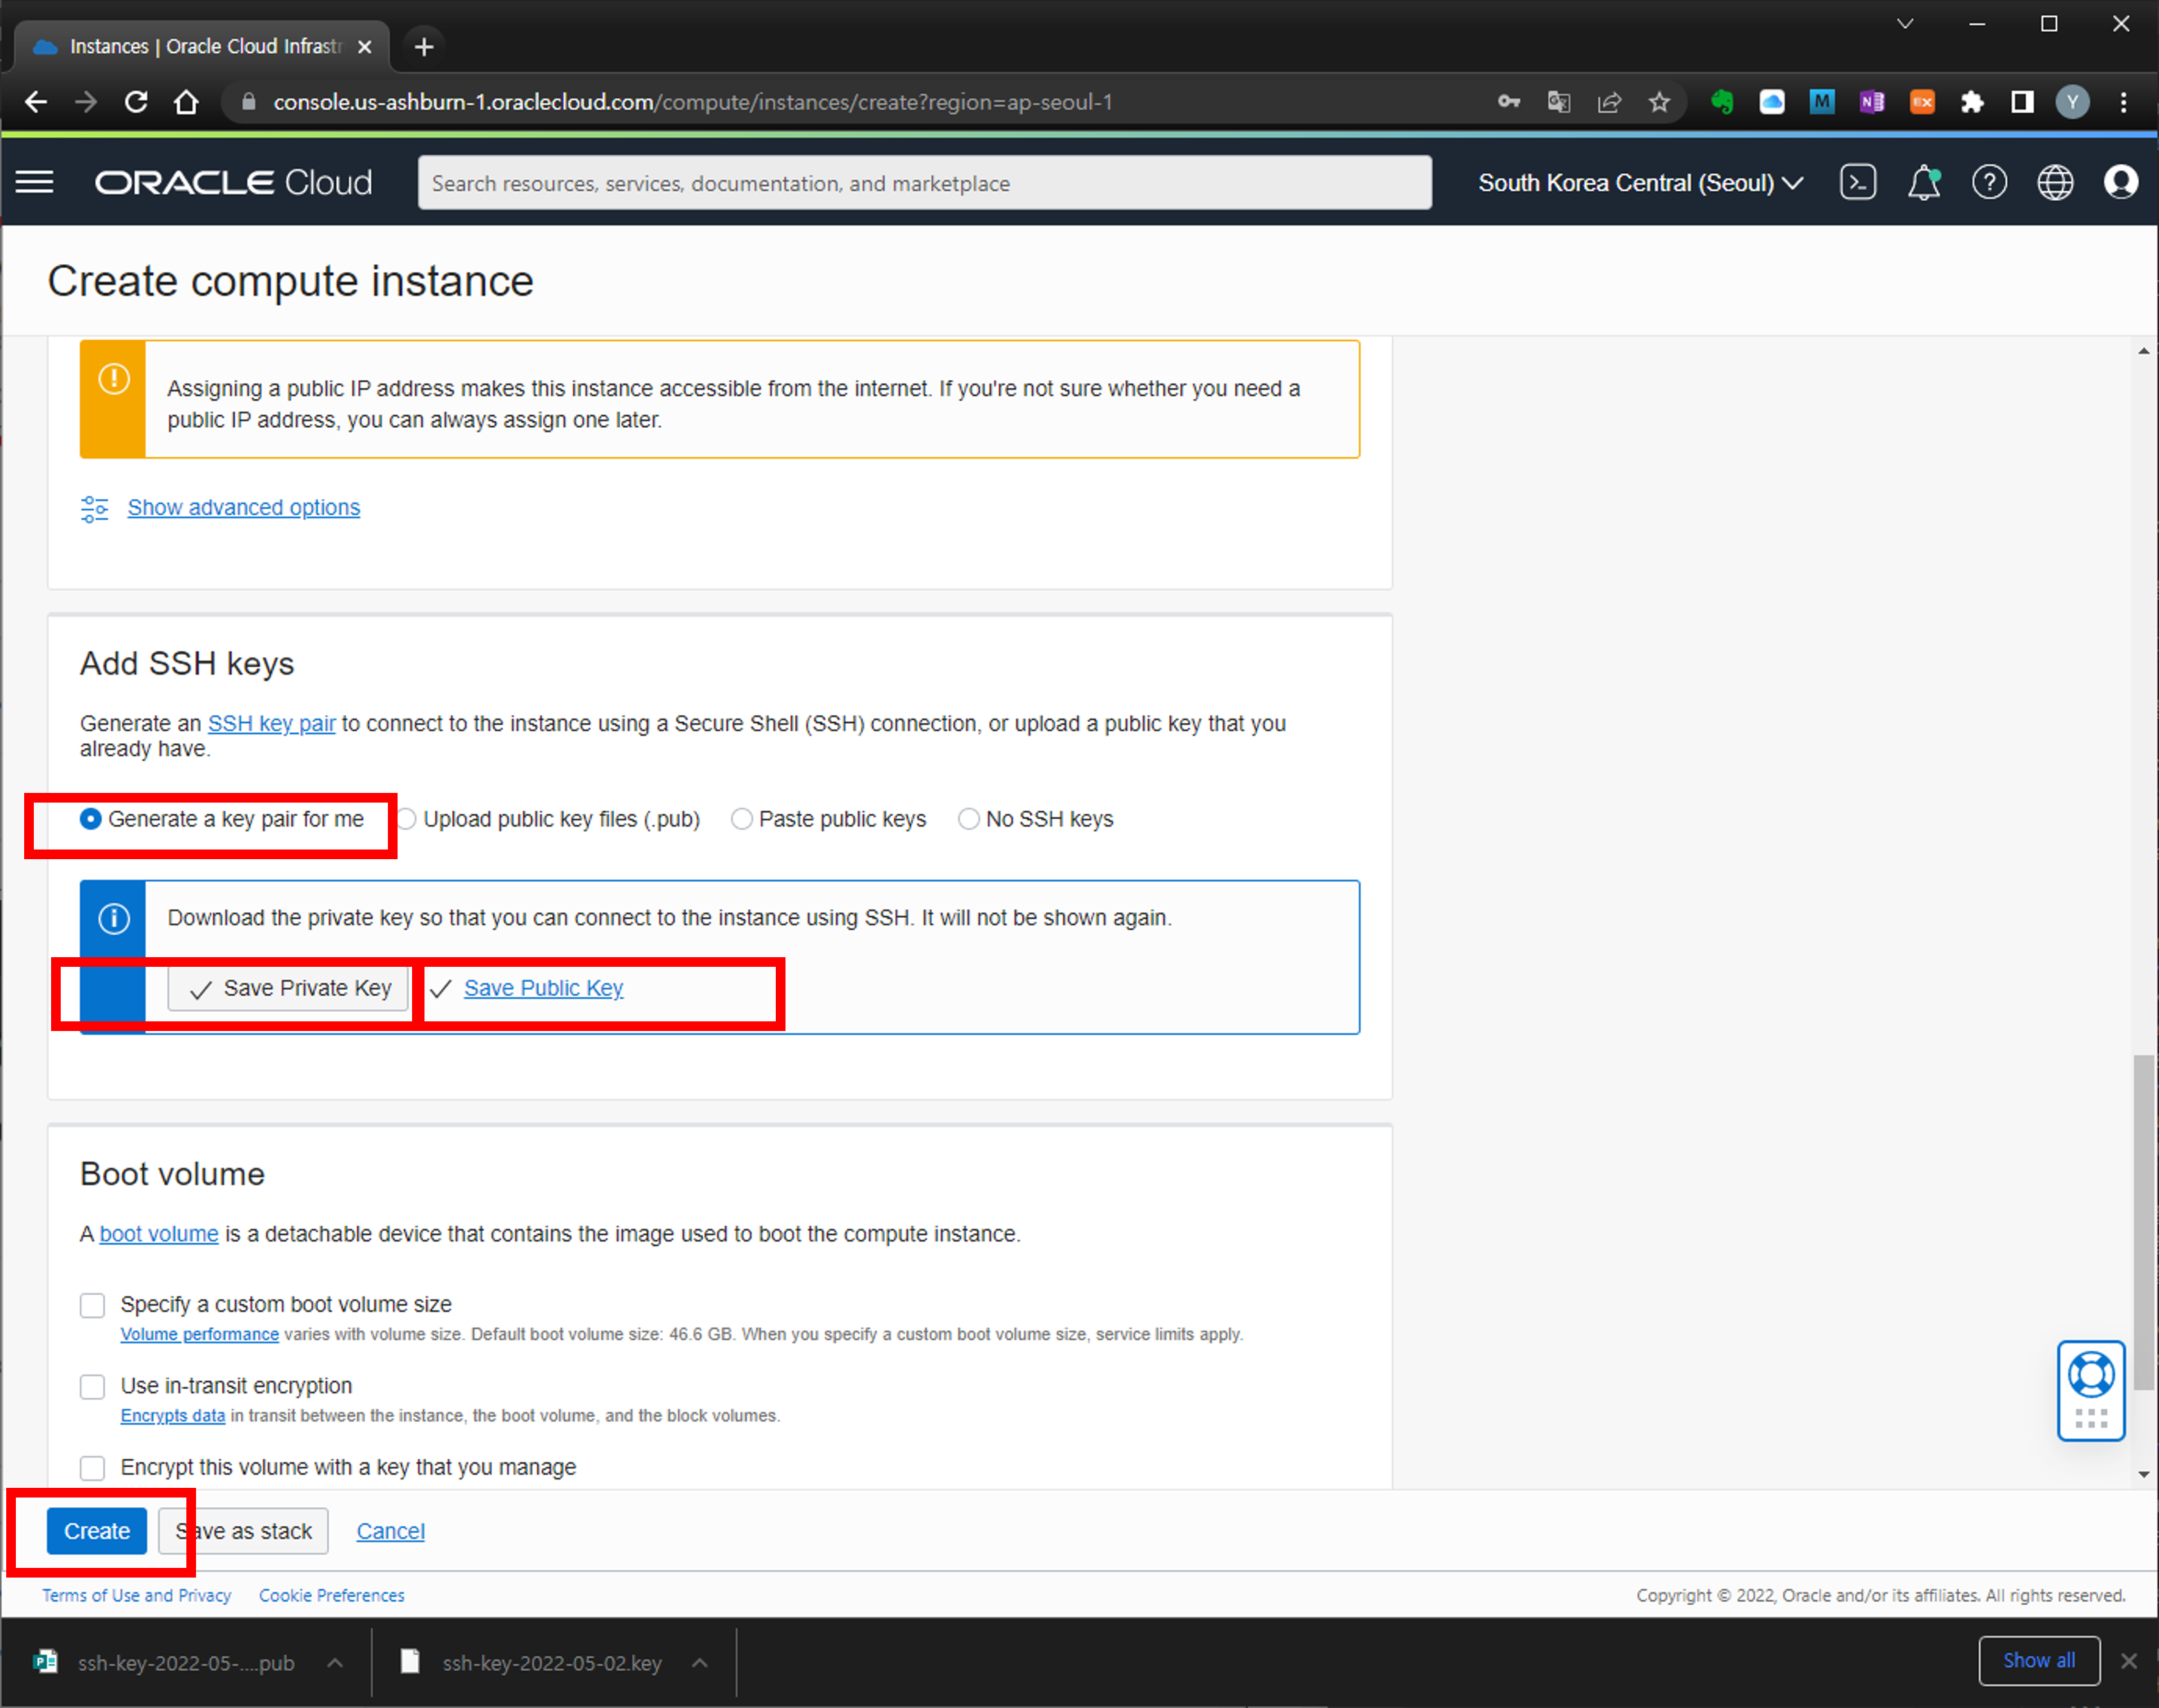 Instances | Oracle Cloud Infrastr
console.us-ashburn-1.oraclecloud.com/compute/instances/create?region=ap-seoul-1
M
N
EX
Y
ORACLE Cloud
Search resources, services, documentation, and marketplace
South Korea Central (Seoul)
Create compute instance
Assigning a public IP address makes this instance accessible from the internet. If you're not sure whether you need a
public IP address, you can always assign one later.
Show advanced options
Add SSH keys
Generate an SSH key pair to connect to the instance using a Secure Shell (SSH) connection, or upload a public key that you
already have.
Generate a key pair for me
Upload public key files (.pub)
Paste public keys
No SSH keys
Download the private key so that you can connect to the instance using SSH. It will not be shown again.
Save Private Key
Save Public Key
Boot volume
A boot volume is a detachable device that contains the image used to boot the compute instance.
Specify a custom boot volume size
Volume performance varies with volume size. Default boot volume size: 46.6 GB. When you specify a custom boot volume size, service limits apply.
Use in-transit encryption
Encrypts data in transit between the instance, the boot volume, and the block volumes.
Encrypt this volume with a key that you manage
Create
Save as stack
Cancel
Terms of Use and Privacy
Cookie Preferences
Copyright © 2022, Oracle and/or its affiliates. All rights reserved.
ssh-key-2022-05-....pub
ssh-key-2022-05-02.key
Show all